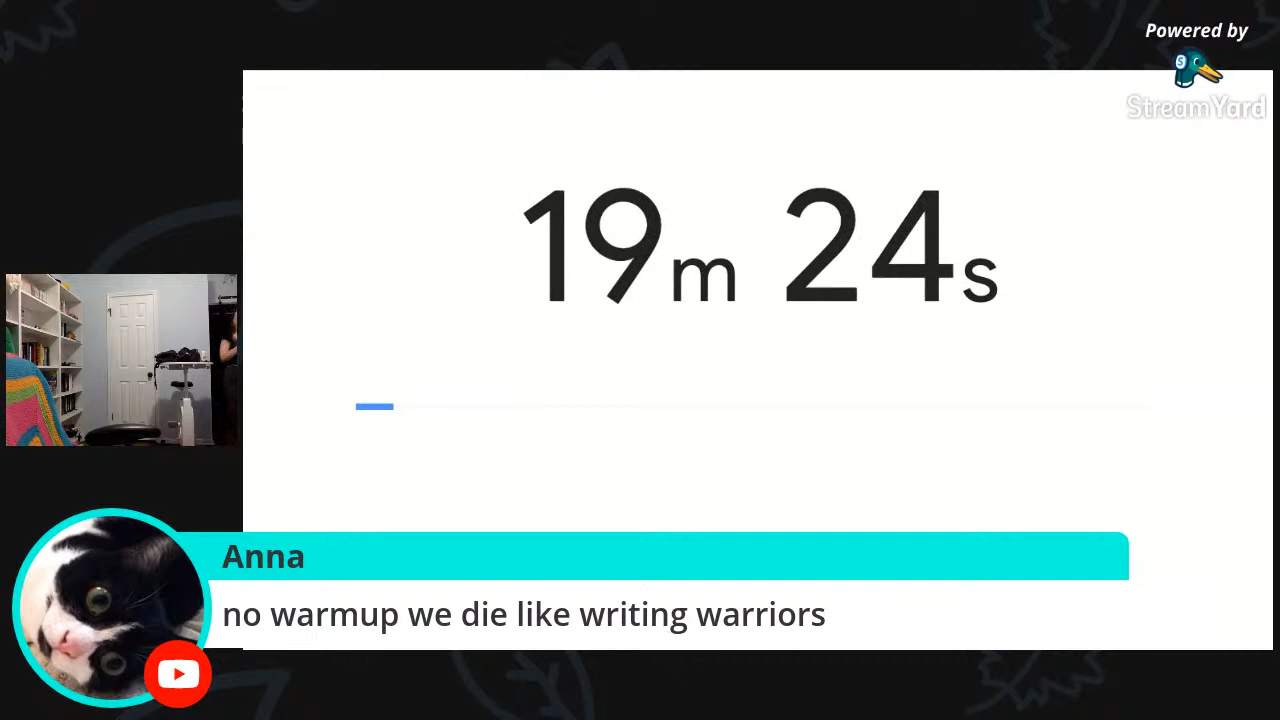 Powered by
StreamYard
19m 24s
Anna
no warmup we die like writing warriors